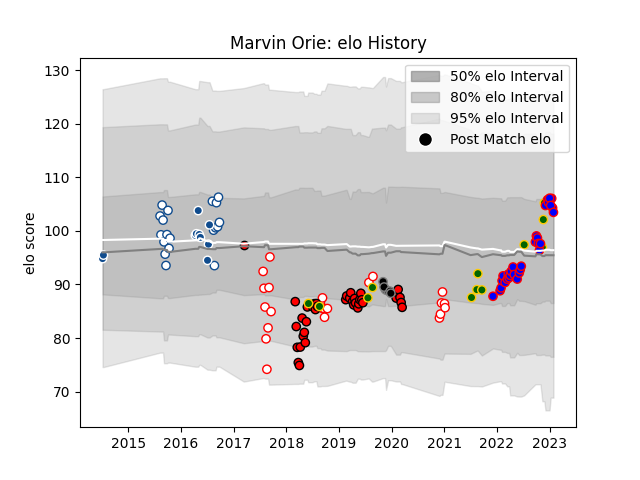 Marvin Orie: elo History
50% elo Interval
80% elo Interval
95% elo Interval
Post Match elo
elo score
130
120
110
100
90
80
70
2015 2016 2017 2018 2019 2020 2021 2022 2023